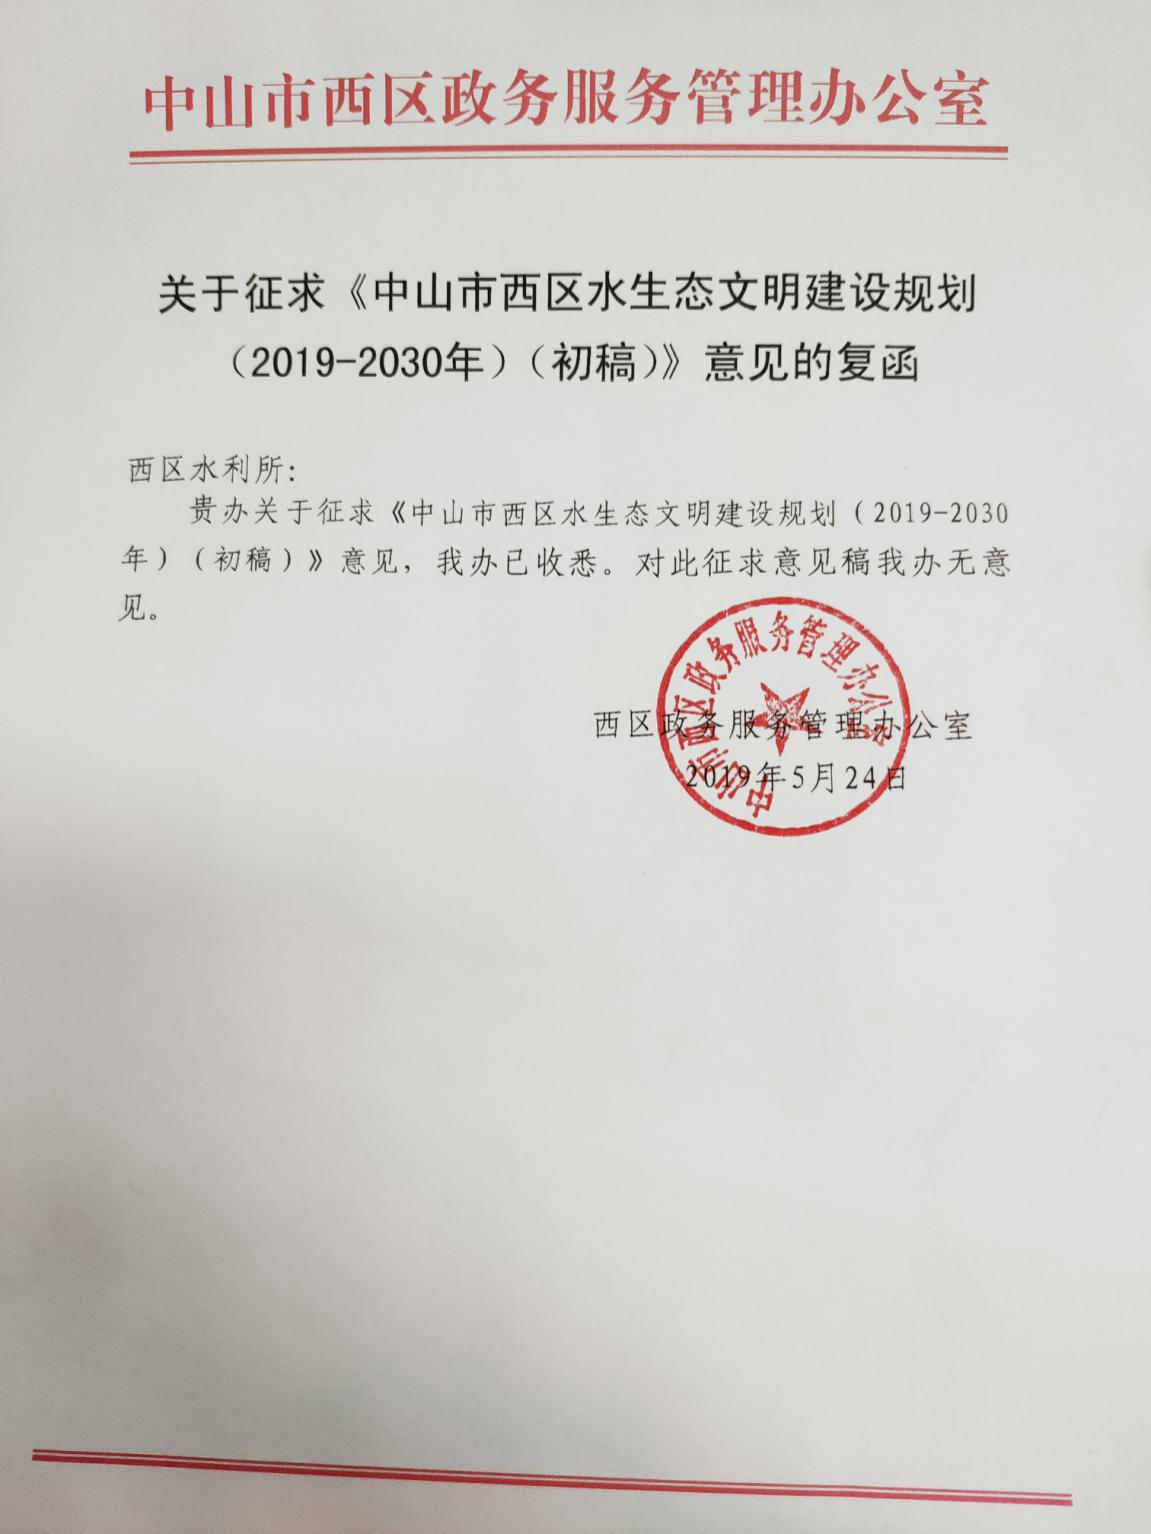 中山市西区政务服务管理办公室
关于征求《中山市西区水生态文明建设规划
（2019-2030年）（初稿）》意见的复函
西区水利所：
贵办关于征求《中山市西区水生态文明建设规划（2019-2030
年）（初稿）》意见，我办已收悉。对此征求意见稿我办无意
见。
中山市西区政务服务管理办公室
西区政务服务管理办公室
2019年5月24日